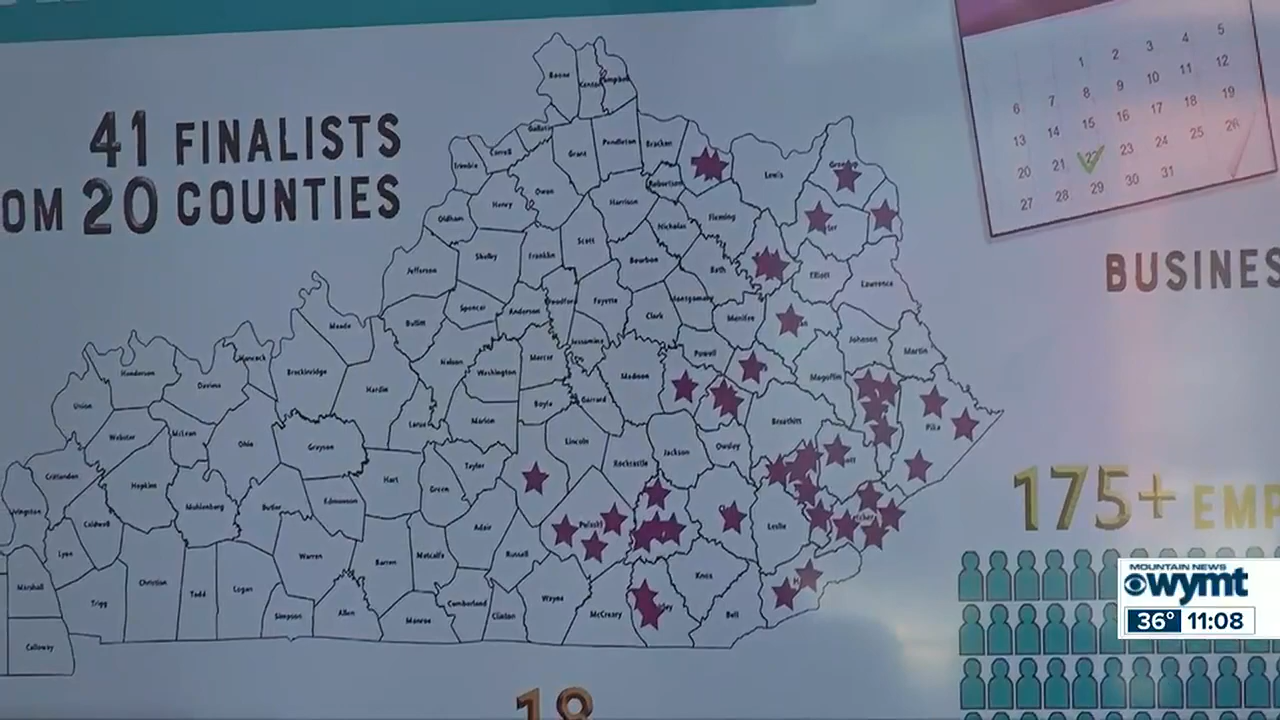 41 FINALISTS
OM 20 COUNTIES
1 2 3 4 5
6 7 8 9 10 11 12
13 14 15 16 17 18 19
20 21 22 23 24 25 26
27 28 29 30 31
BUSINES
175+ EMP
18
Boone
Kenton
Campbell
Gallatin
Carroll
Trimble
Grant
Pendleton
Bracken
Robertson
Lewis
Greenup
Oldham
Henry
Owen
Harrison
Nicholas
Fleming
ter
Jefferson
Shelby
Franklin
Scott
Bourbon
Bath
Elliott
Lawrence
Meade
Bullitt
Spencer
Anderson
Woodford
Fayette
Clark
Montgomery
Menifee
Hancock
Henderson
Daviess
Breckinridge
Hardin
Nelson
Washington
Mercer
Jessamine
Madison
Powell
Johnson
Martin
Magoffin
Union
Webster
McLean
Ohio
Grayson
Larue
Marion
Boyle
Garrard
Lincoln
Rockcastle
Jackson
Owsley
Breathitt
ott
Pike
Crittenden
Hopkins
Muhlenberg
Butler
Edmonson
Hart
Green
Taylor
Adair
Russell
Pulaski
Leslie
tcher
vingston
Caldwell
Lyon
Marshall
Trigg
Christian
Todd
Logan
Warren
Simpson
Allen
Barren
Metcalfe
Monroe
Cumberland
Clinton
Wayne
McCreary
ley
Knox
Bell
Calloway
MOUNTAIN NEWS
wymt
36° 11:08